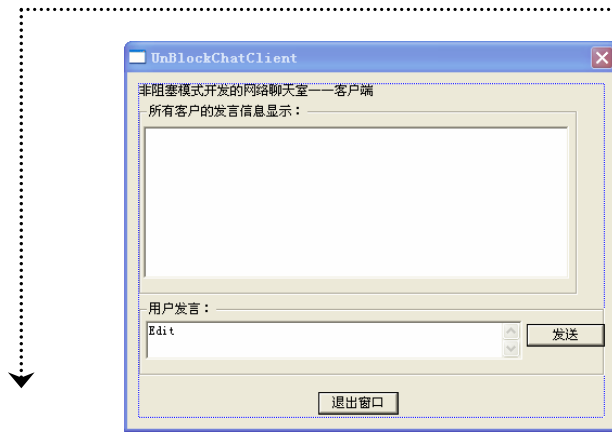 UnBlockChatClient
非阻塞模式开发的网络聊天室——客户端
所有客户的发言信息显示：
用户发言：
Edit
发送
退出窗口